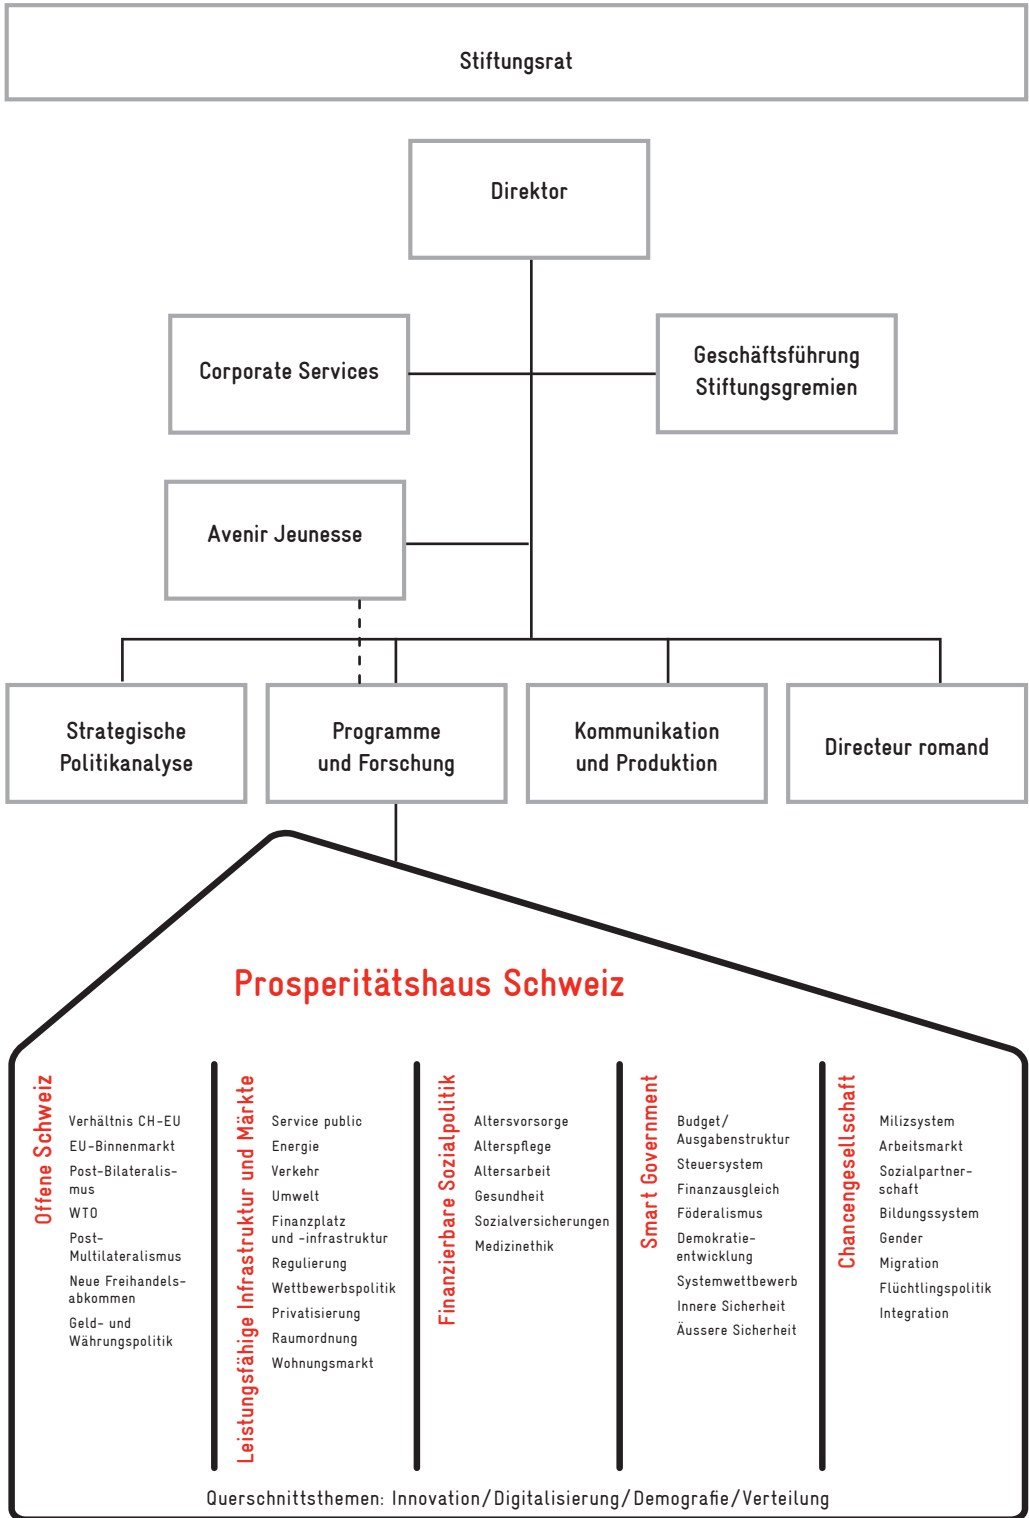 Stiftungsrat
Direktor
Corporate Services
Geschäftsführung
Stiftungsgremien
Avenir Jeunesse
Strategische
Politikanalyse
Programme
und Forschung
Kommunikation
und Produktion
Directeur romand
Prosperitätshaus Schweiz
Offene Schweiz
Verhältnis CH-EU
EU-Binnenmarkt
Post-Bilateralis-
mus
WTO
Post-
Multilateralismus
Neue Freihandels-
abkommen
Geld- und
Währungspolitik
Leistungsfähige Infrastruktur und Märkte
Service public
Energie
Verkehr
Umwelt
Finanzplatz
und -infrastruktur
Regulierung
Wettbewerbspolitik
Privatisierung
Raumordnung
Wohnungsmarkt
Finanzierbare Sozialpolitik
Altersvorsorge
Alterspflege
Altersarbeit
Gesundheit
Sozialversicherungen
Medizinethik
Smart Government
Budget/
Ausgabenstruktur
Steuersystem
Finanzausgleich
Föderalismus
Demokratie-
entwicklung
Systemwettbewerb
Innere Sicherheit
Äussere Sicherheit
Chancengesellschaft
Milizsystem
Arbeitsmarkt
Sozialpartner-
schaft
Bildungssystem
Gender
Migration
Flüchtlingspolitik
Integration
Querschnittsthemen: Innovation/Digitalisierung/Demografie/Verteilung